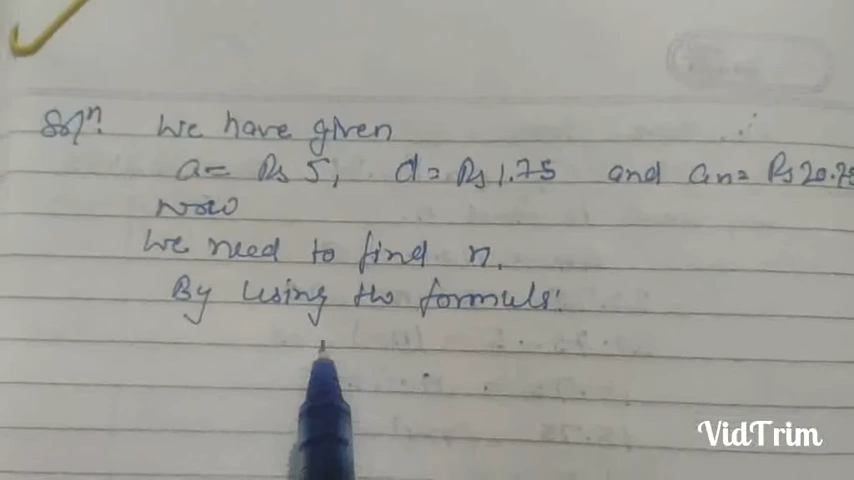 Solⁿ. We have given
a = Rs 5, d = Rs 1.75 and an = Rs 20.75
Now
We need to find n.
By using the formula:
VidTrim